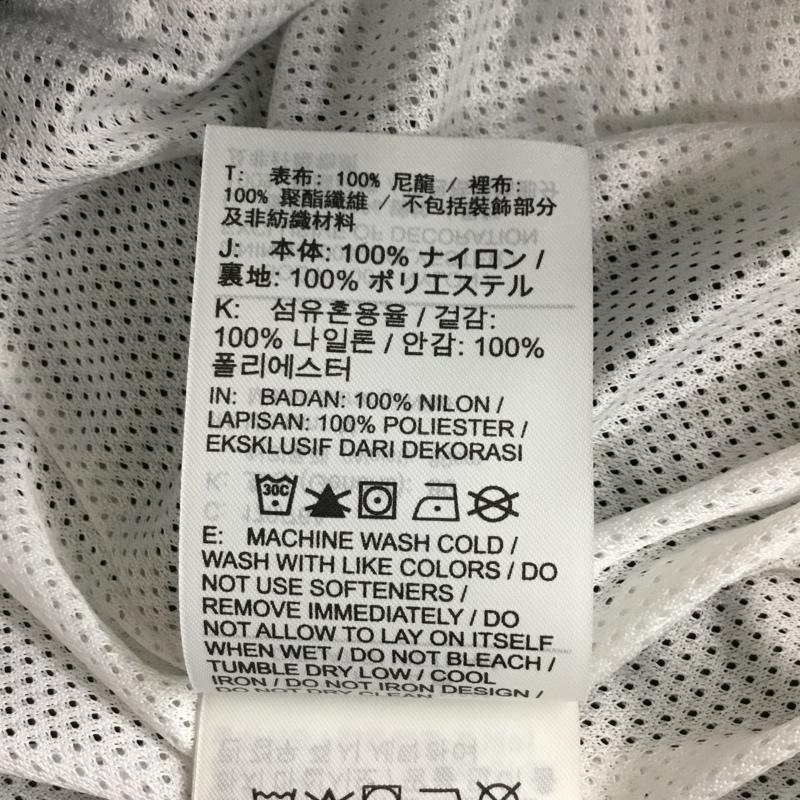 T: 表布: 100% 尼龍 / 裡布:
100% 聚酯纖維 / 不包括裝飾部分
及非紡織材料
J: 本体: 100% ナイロン /
裏地: 100% ポリエステル
K: 섬유혼용율 / 겉감:
100% 나일론 / 안감: 100%
폴리에스터
IN: BADAN: 100% NILON /
LAPISAN: 100% POLIESTER /
EKSKLUSIF DARI DEKORASI
30C
E: MACHINE WASH COLD /
WASH WITH LIKE COLORS / DO
NOT USE SOFTENERS /
REMOVE IMMEDIATELY / DO
NOT ALLOW TO LAY ON ITSELF
WHEN WET / DO NOT BLEACH /
TUMBLE DRY LOW / COOL
IRON / DO NOT IRON DESIGN /
DO NOT DRY CLEAN